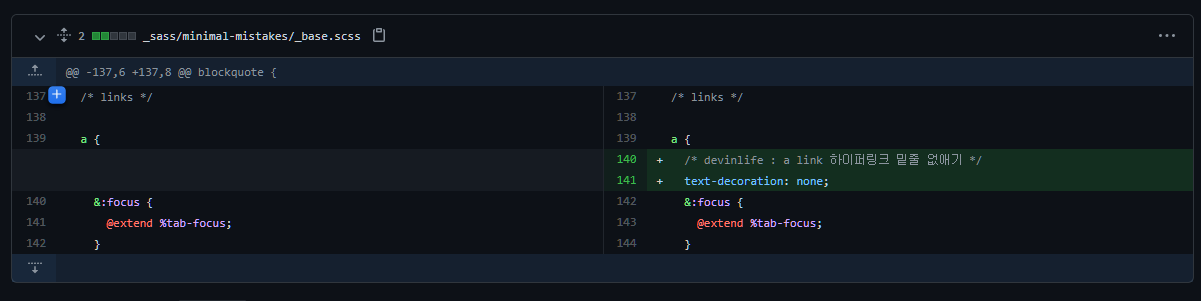 2 _sass/minimal-mistakes/_base.scss
@@ -137,6 +137,8 @@ blockquote {
137 /* links */
138
139 a {
140 &:focus {
141 @extend %tab-focus;
142 }
137 /* links */
138
139 a {
140 + /* devinlife : a link 하이퍼링크 밑줄 없애기 */
141 + text-decoration: none;
142 &:focus {
143 @extend %tab-focus;
144 }